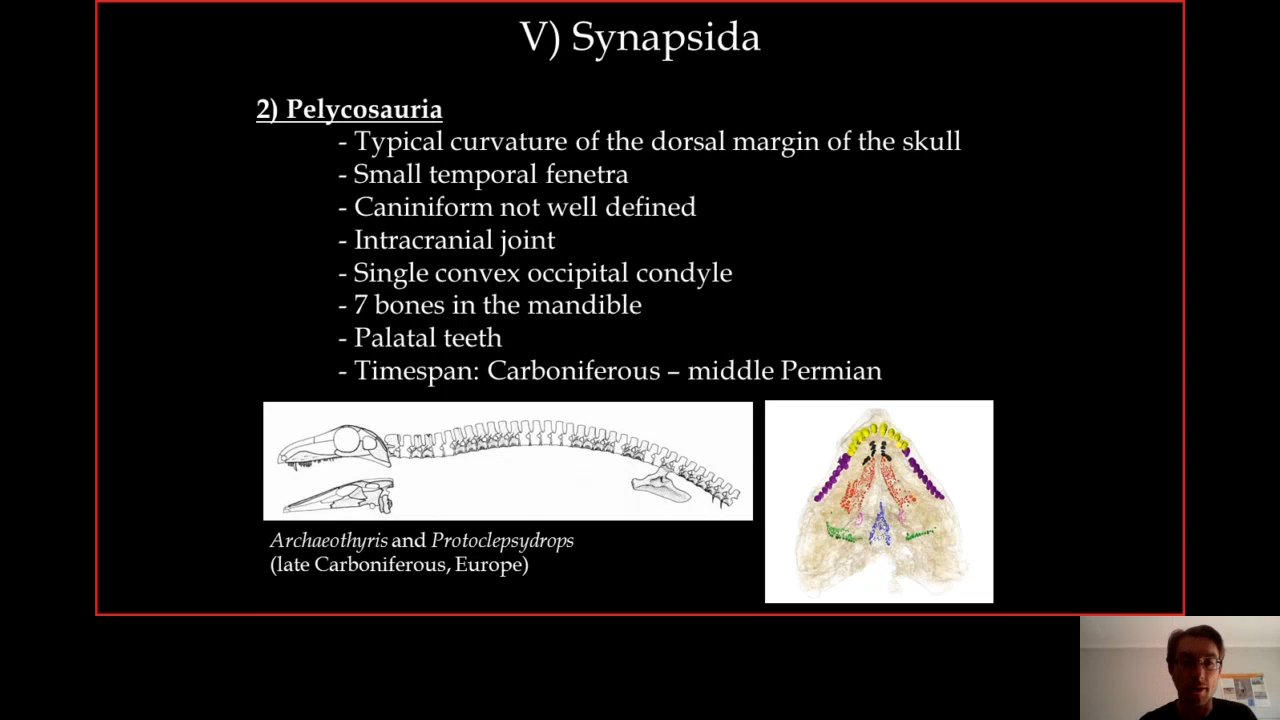 V) Synapsida
2) Pelycosauria
- Typical curvature of the dorsal margin of the skull
- Small temporal fenetra
- Caniniform not well defined
- Intracranial joint
- Single convex occipital condyle
- 7 bones in the mandible
- Palatal teeth
- Timespan: Carboniferous – middle Permian
Archaeothyris and Protoclepsydrops
(late Carboniferous, Europe)